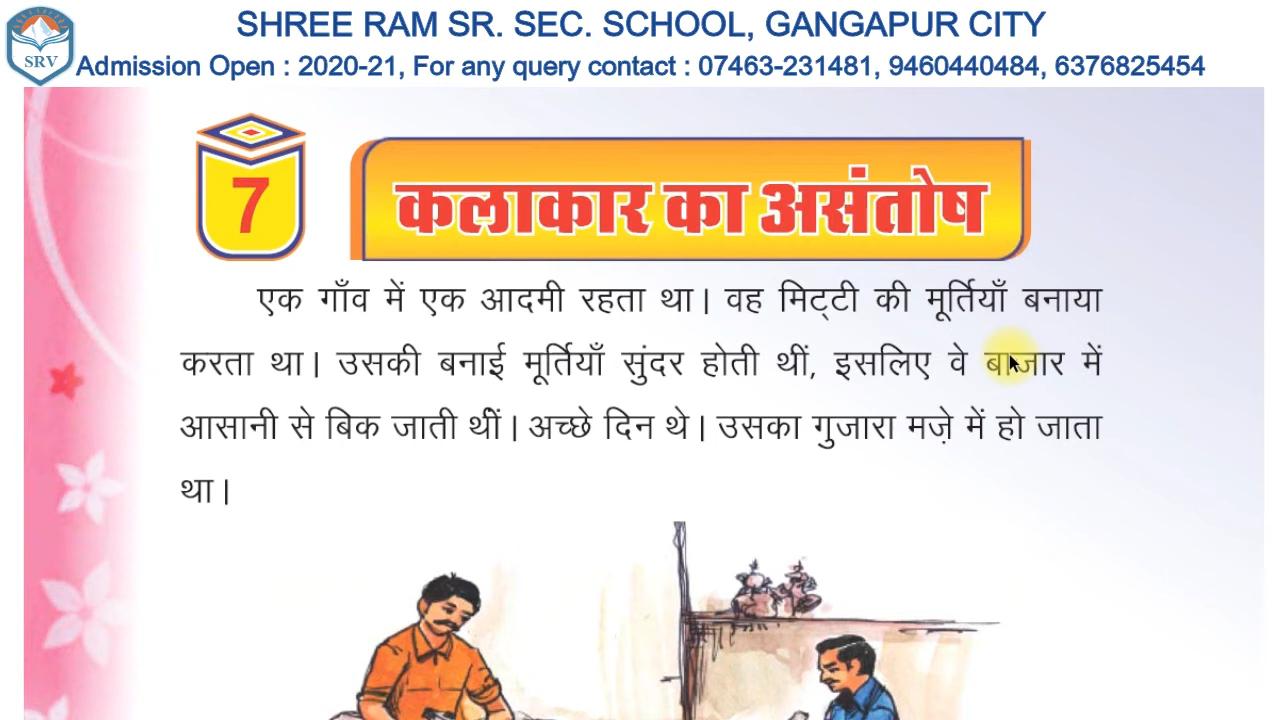 SHREE RAM SR. SEC. SCHOOL, GANGAPUR CITY
SRV
Admission Open : 2020-21, For any query contact : 07463-231481, 9460440484, 6376825454
7
कलाकार का असंतोष
एक गाँव में एक आदमी रहता था। वह मिट्टी की मूर्तियाँ बनाया
करता था। उसकी बनाई मूर्तियाँ सुंदर होती थीं, इसलिए वे बाजार में
आसानी से बिक जाती थीं। अच्छे दिन थे। उसका गुजारा मज़े में हो जाता
था।